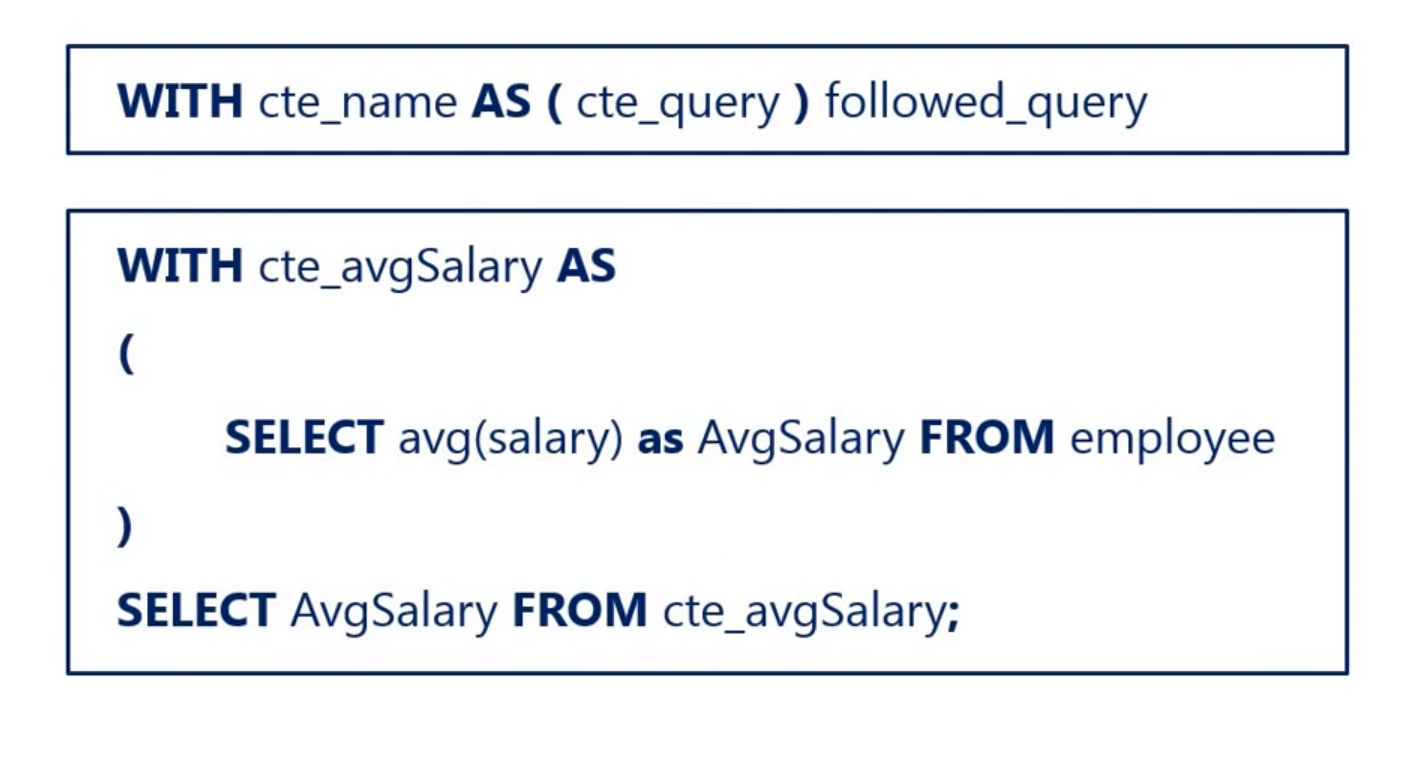 WITH cte_name AS ( cte_query ) followed_query
WITH cte_avgSalary AS
(
SELECT avg(salary) as AvgSalary FROM employee
)
SELECT AvgSalary FROM cte_avgSalary;